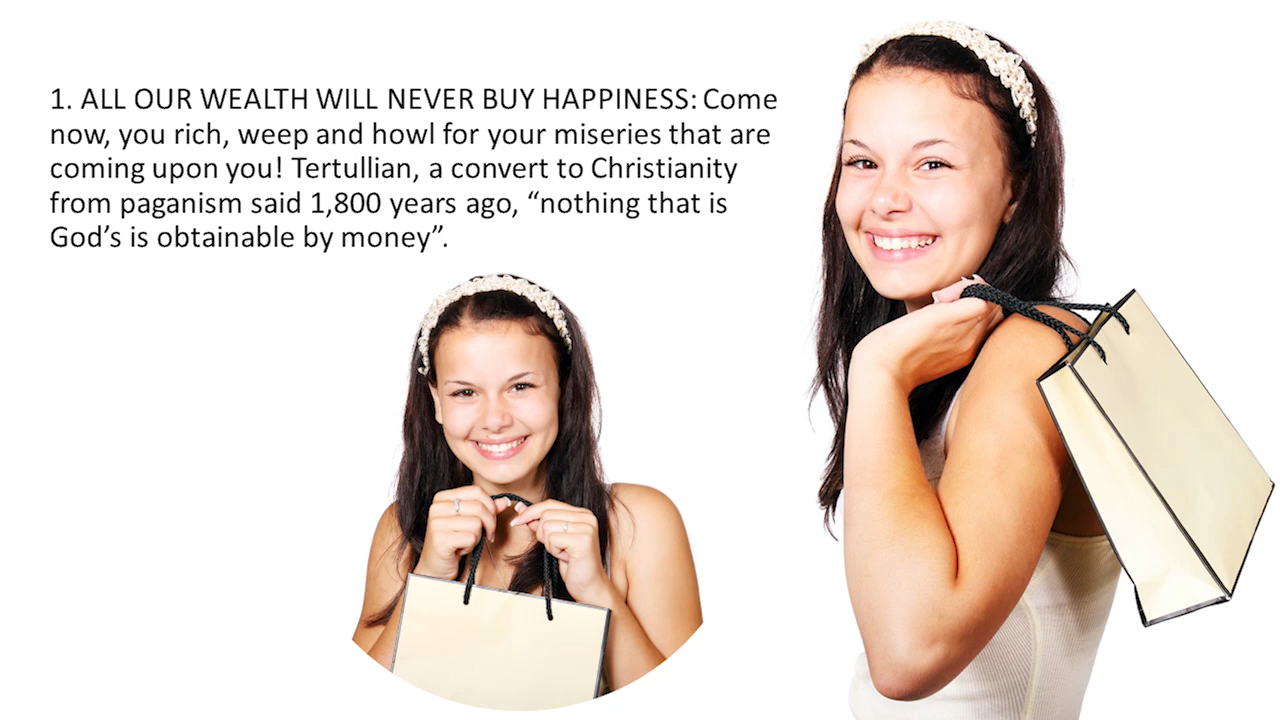 1. ALL OUR WEALTH WILL NEVER BUY HAPPINESS: Come
now, you rich, weep and howl for your miseries that are
coming upon you! Tertullian, a convert to Christianity
from paganism said 1,800 years ago, “nothing that is
God’s is obtainable by money”.